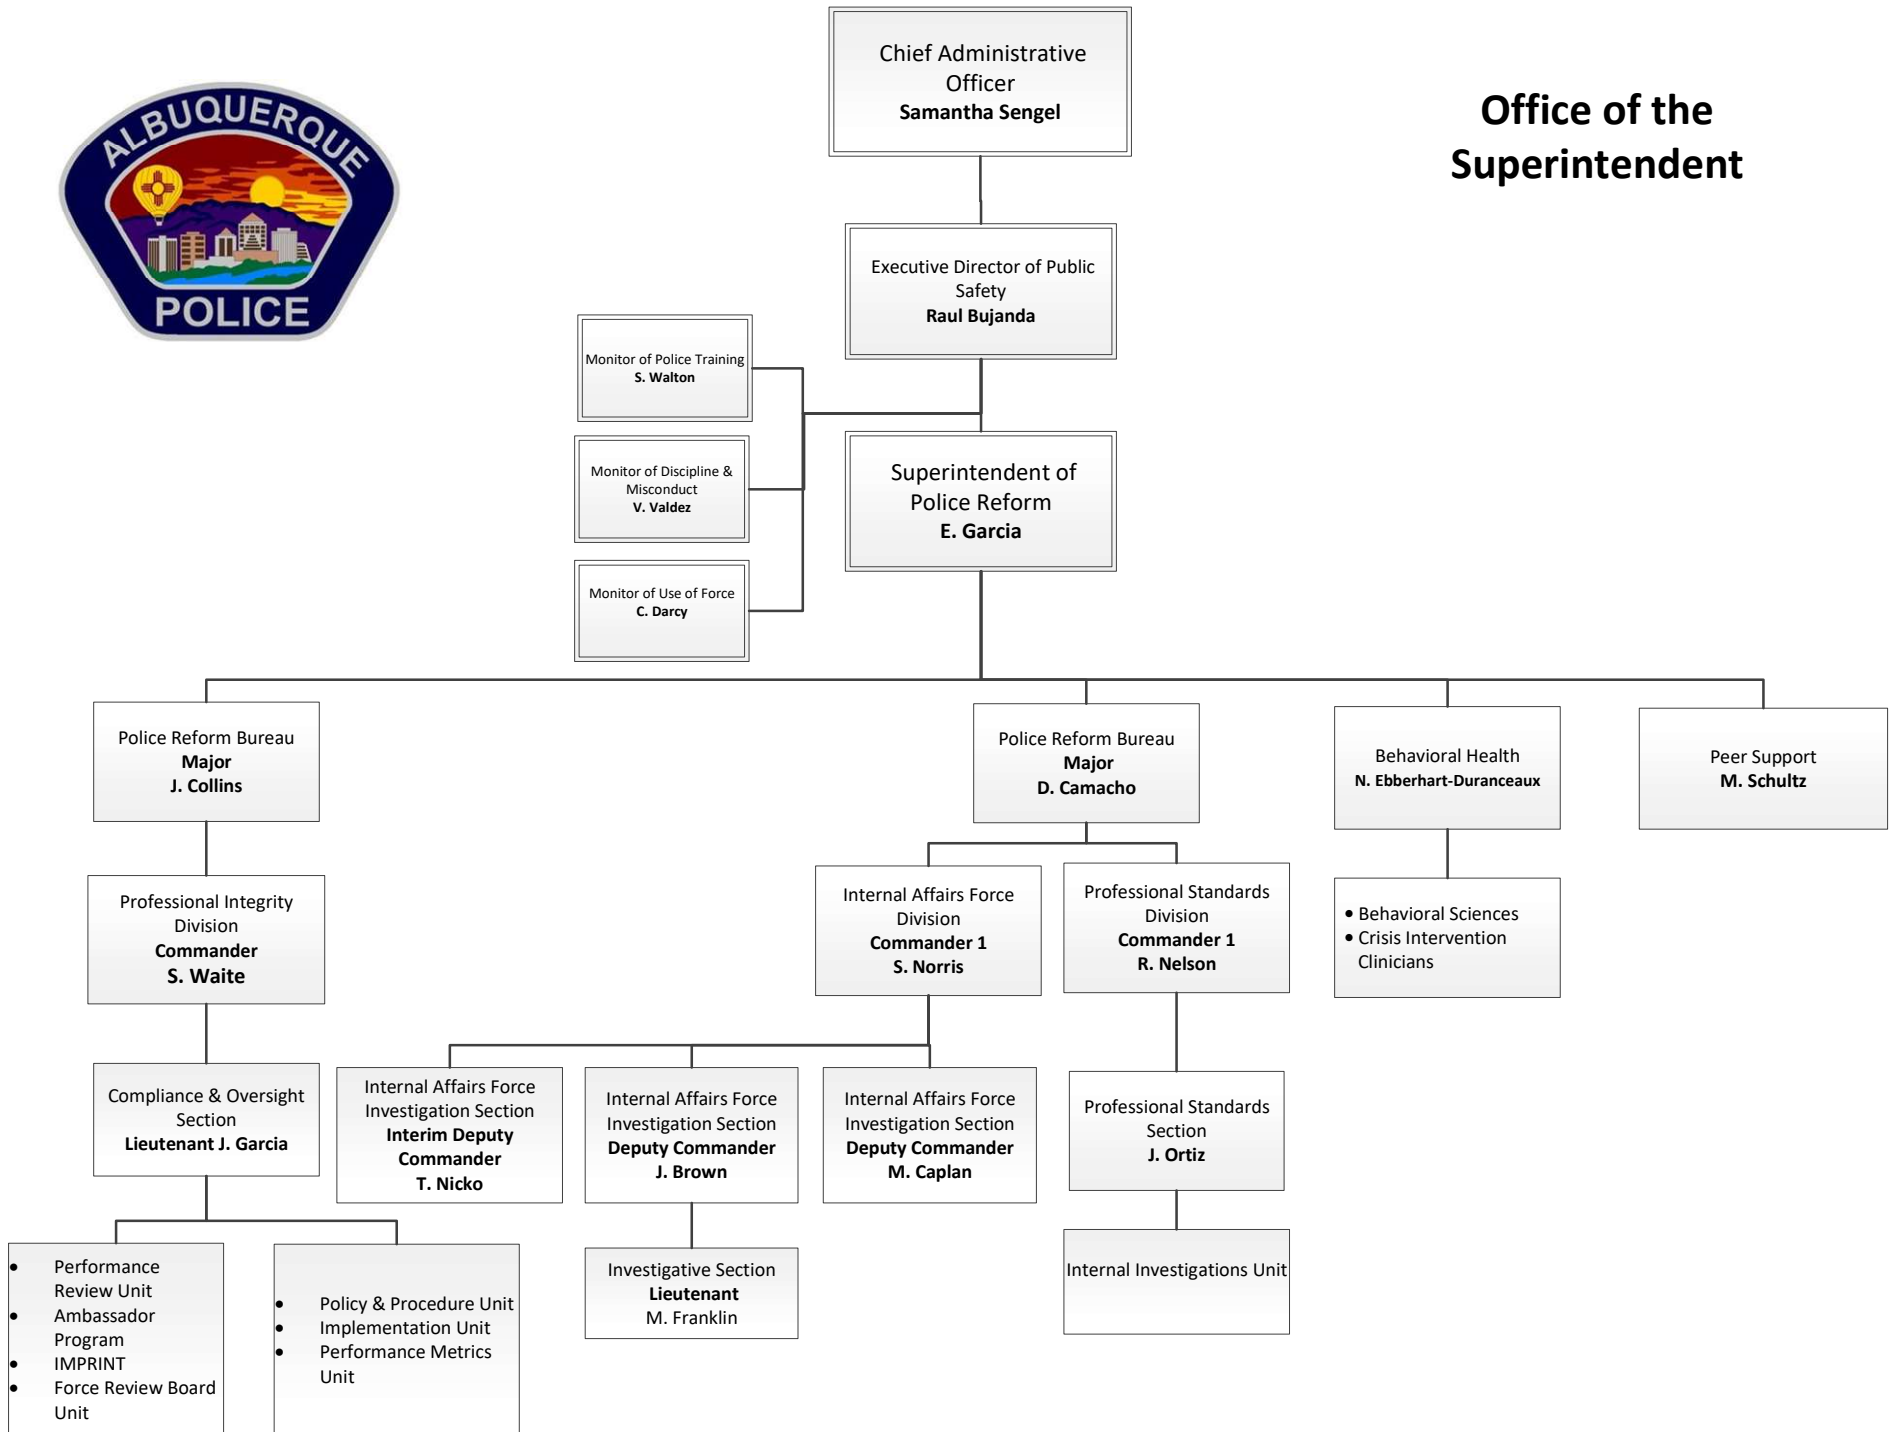 ALBUQUERQUE
POLICE
Chief Administrative
Officer
Samantha Sengel
Office of the
Superintendent
Executive Director of Public
Safety
Raul Bujanda
Monitor of Police Training
S. Walton
Monitor of Discipline &
Misconduct
V. Valdez
Monitor of Use of Force
C. Darcy
Superintendent of
Police Reform
E. Garcia
Police Reform Bureau
Major
J. Collins
Police Reform Bureau
Major
D. Camacho
Behavioral Health
N. Ebberhart-Duranceaux
Peer Support
M. Schultz
Professional Integrity
Division
Commander
S. Waite
Internal Affairs Force
Division
Commander 1
S. Norris
Professional Standards
Division
Commander 1
R. Nelson
• Behavioral Sciences
• Crisis Intervention
Clinicians
Compliance & Oversight
Section
Lieutenant J. Garcia
Internal Affairs Force
Investigation Section
Interim Deputy
Commander
T. Nicko
Internal Affairs Force
Investigation Section
Deputy Commander
J. Brown
Internal Affairs Force
Investigation Section
Deputy Commander
M. Caplan
Professional Standards
Section
J. Ortiz
• Performance
Review Unit
• Ambassador
Program
• IMPRINT
• Force Review Board
Unit
• Policy & Procedure Unit
• Implementation Unit
• Performance Metrics
Unit
Investigative Section
Lieutenant
M. Franklin
Internal Investigations Unit